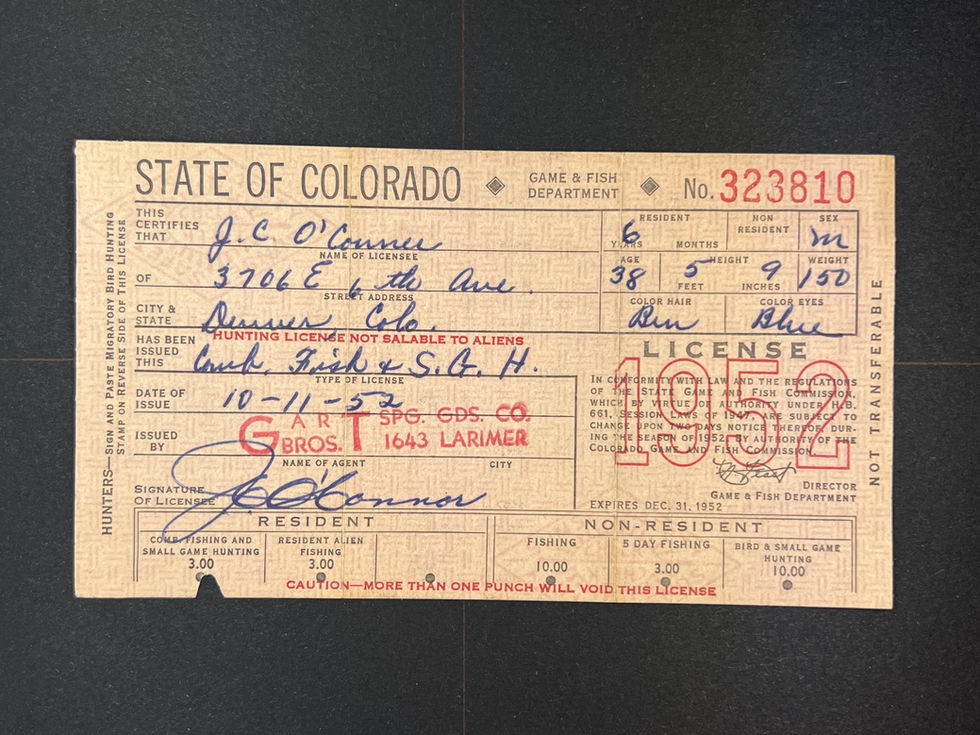 STATE OF COLORADO
GAME & FISH
DEPARTMENT
No. 323810
THIS
CERTIFIES
THAT
J. C. O'Conner
NAME OF LICENSEE
OF
3706 E 6th Ave.
STREET ADDRESS
CITY &
STATE
Denver, Colo.
HUNTING LICENSE NOT SALABLE TO ALIENS
HAS BEEN
ISSUED
THIS
Comb. Fish & S. G. H.
TYPE OF LICENSE
DATE OF
ISSUE
10-11-52
ISSUED
BY
GART
BROS.
SPG. GDS. CO.
1643 LARIMER
NAME OF AGENT
CITY
SIGNATURE
OF LICENSEE
J.C. O'Connor
RESIDENT
6
YEARS
MONTHS
NON
RESIDENT
SEX
m
AGE
38
HEIGHT
5
FEET
9
INCHES
WEIGHT
150
COLOR HAIR
Brn
COLOR EYES
Blue
LICENSE
1952
IN CONFORMITY WITH LAW AND THE REGULATIONS
OF THE STATE GAME AND FISH COMMISSION,
WHICH BY VIRTUE OF AUTHORITY UNDER H.B.
661, SESSION LAWS OF 1947, ARE SUBJECT TO
CHANGE UPON TWO DAYS NOTICE THEREOF DUR-
ING THE SEASON OF 1952. BY AUTHORITY OF THE
COLORADO GAME AND FISH COMMISSION.
DIRECTOR
GAME & FISH DEPARTMENT
EXPIRES DEC. 31, 1952
RESIDENT
COMB. FISHING AND
SMALL GAME HUNTING
3.00
RESIDENT ALIEN
FISHING
3.00
NON-RESIDENT
FISHING
10.00
5 DAY FISHING
3.00
BIRD & SMALL GAME
HUNTING
10.00
CAUTION—MORE THAN ONE PUNCH WILL VOID THIS LICENSE
HUNTERS—SIGN AND PASTE MIGRATORY BIRD HUNTING
STAMP ON REVERSE SIDE OF THIS LICENSE
NOT TRANSFERABLE